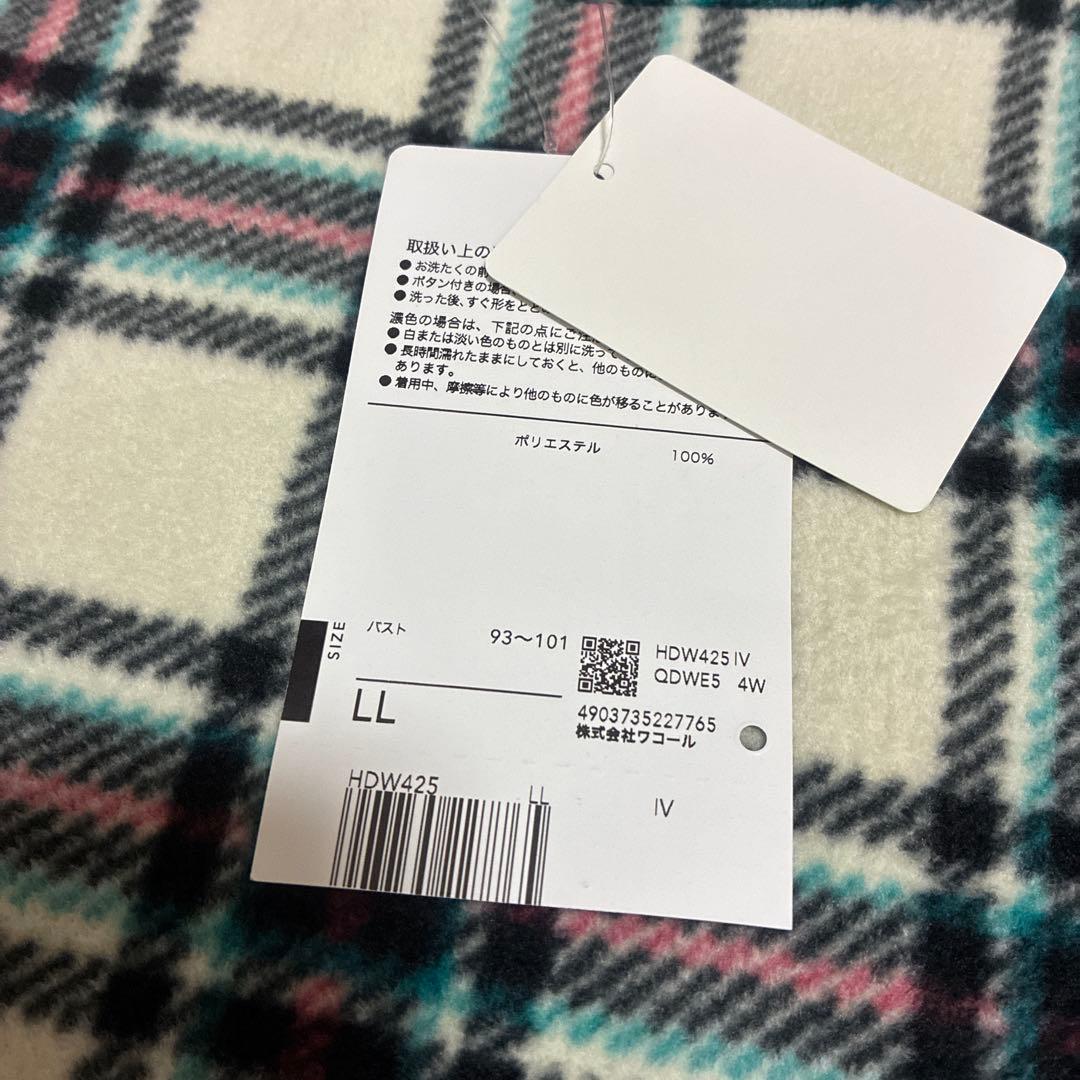 取扱い上の
● お洗たくの前
● ボタン付きの場合、
● 洗った後、すぐ形をとと
濃色の場合は、下記の点にご注
● 白または淡い色のものとは別に洗って
● 長時間濡れたままにしておくと、他のものに
あります。
● 着用中、摩擦等により他のものに色が移ることがありま
ポリエステル 100%
SIZE
バスト 93〜101
LL
HDW425 IV
QDWE5 4W
4903735227765
株式会社ワコール
HDW425 LL IV